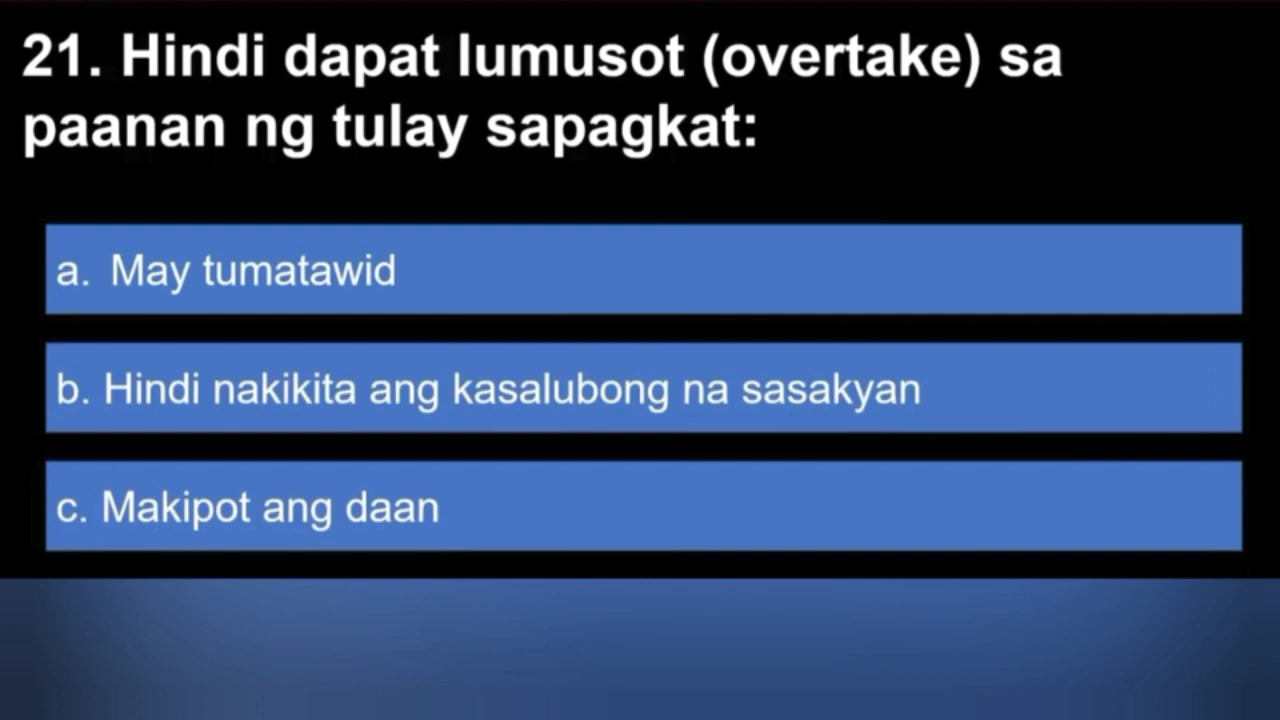 21. Hindi dapat lumusot (overtake) sa
paanan ng tulay sapagkat:
a. May tumatawid
b. Hindi nakikita ang kasalubong na sasakyan
c. Makipot ang daan